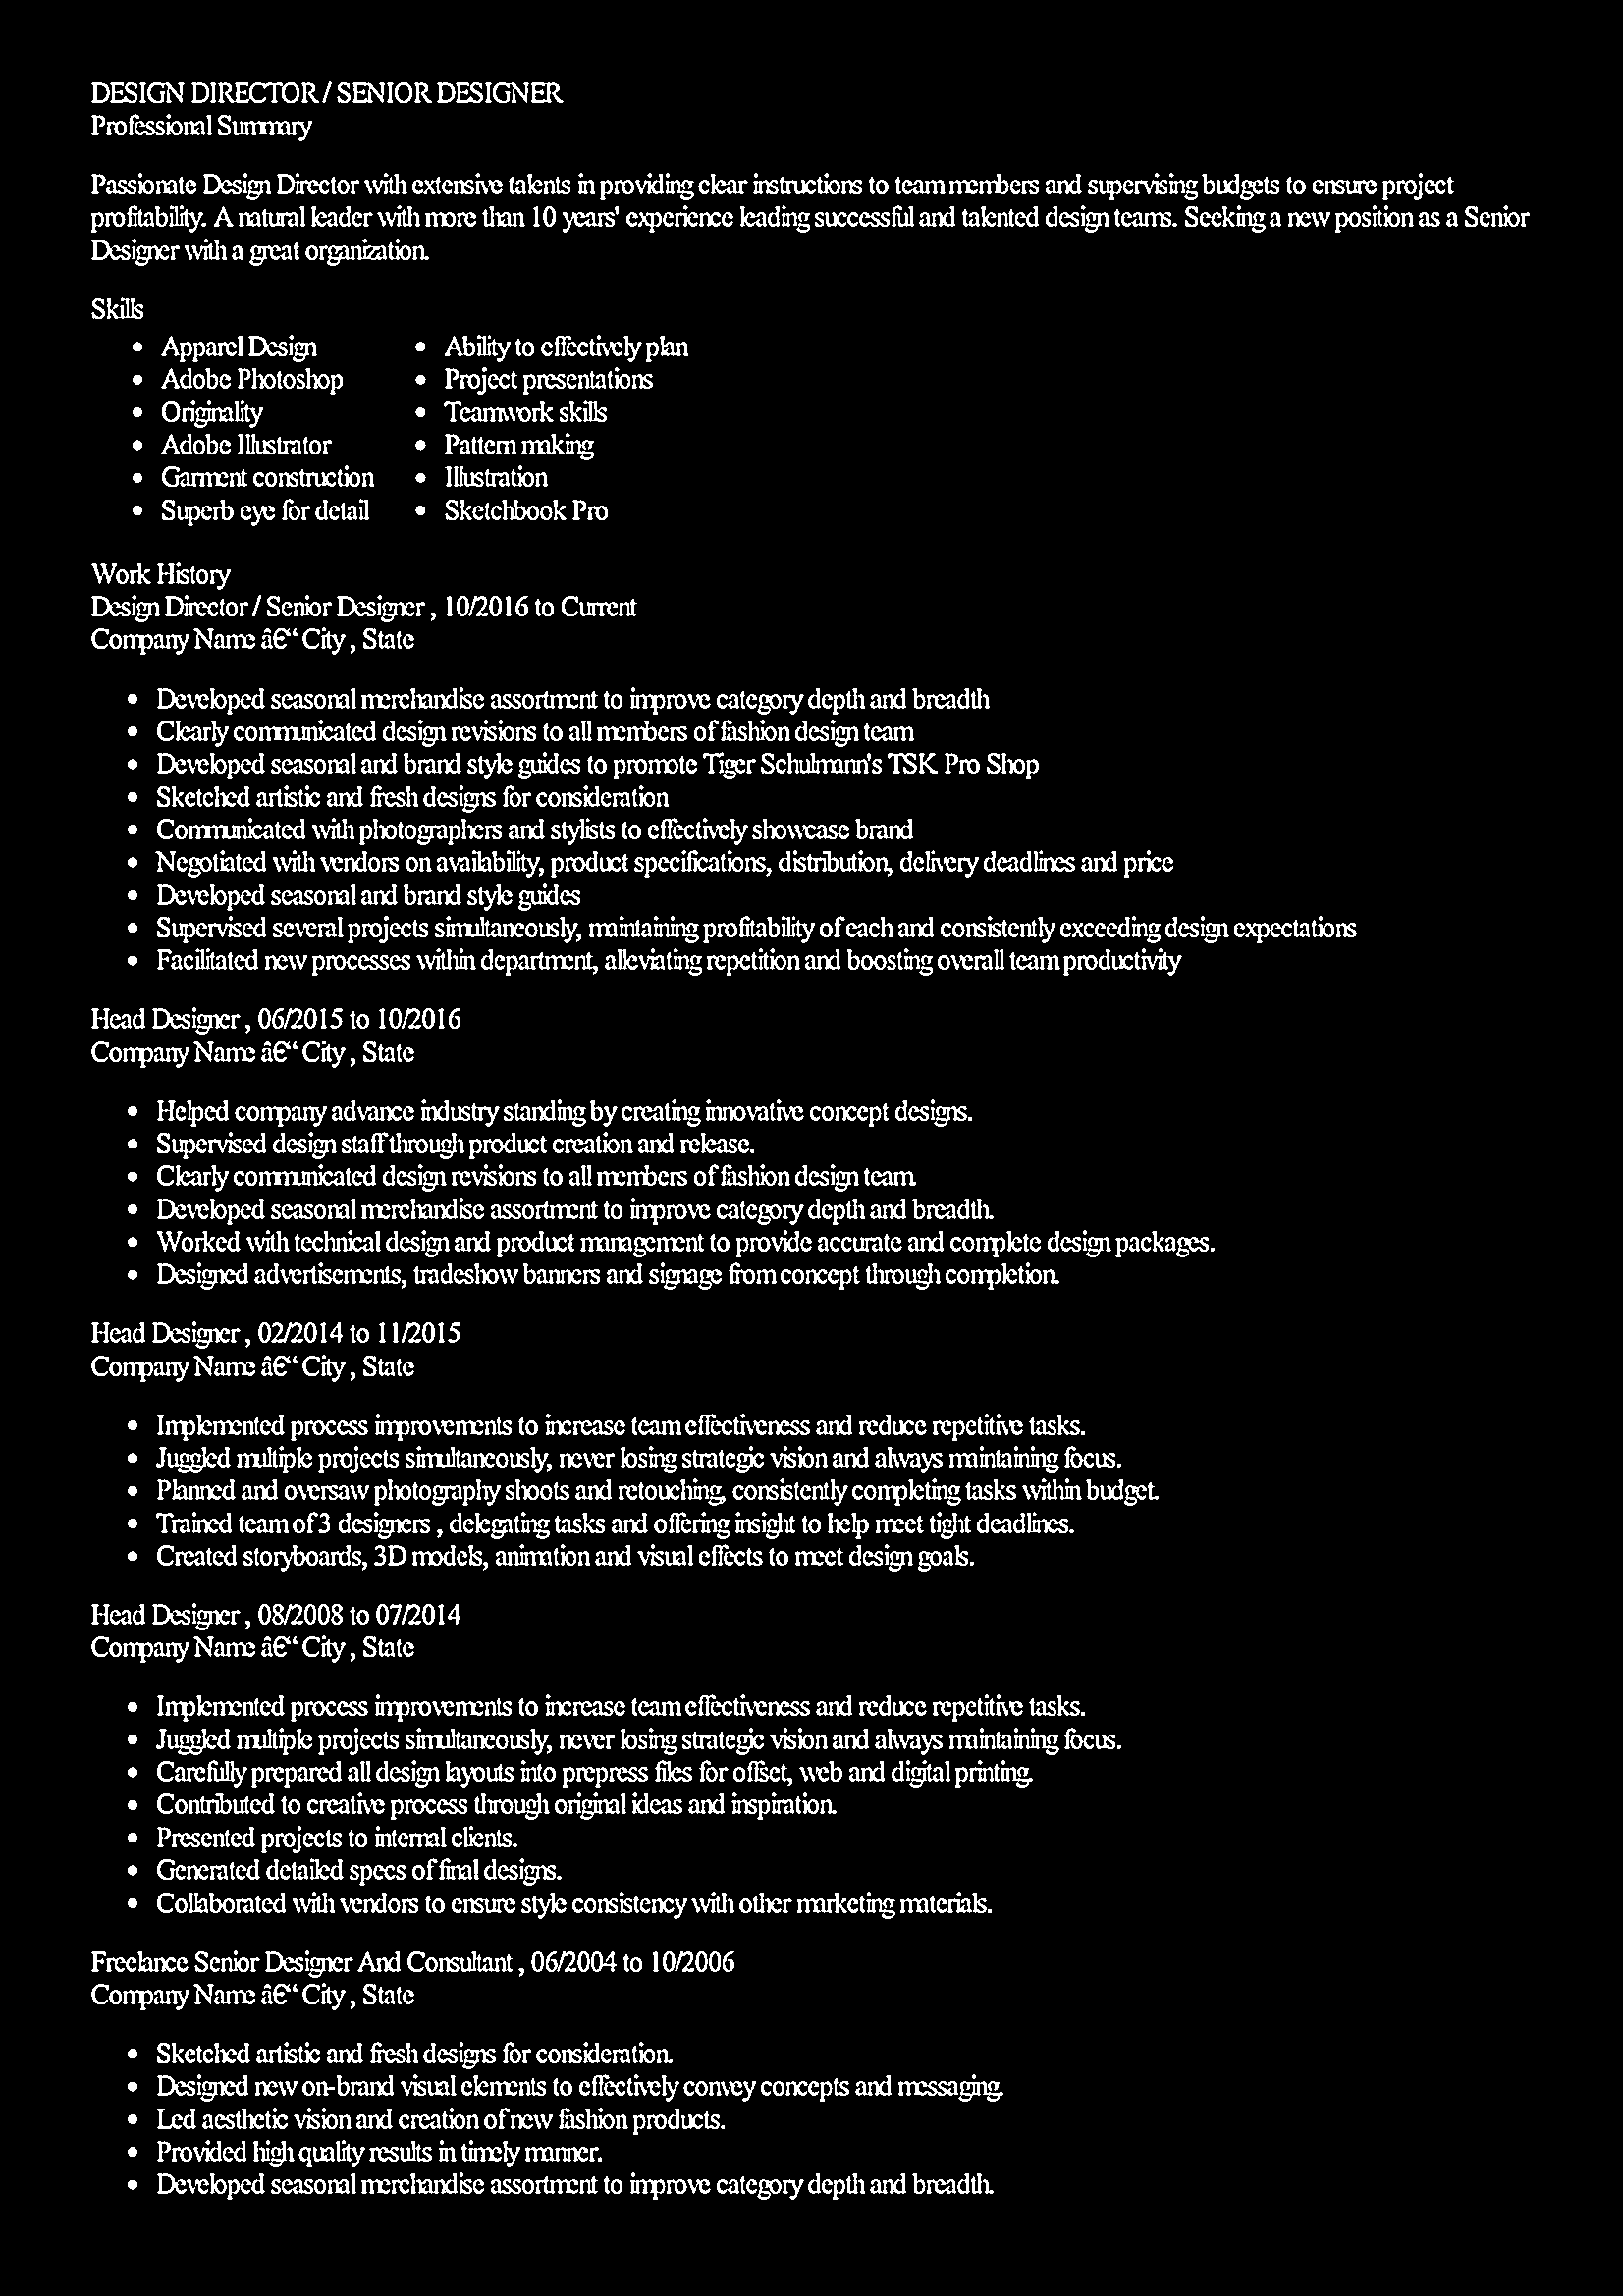 DESIGN DIRECTOR / SENIOR DESIGNER
Professional Summary
Passionate Design Director with extensive talents in providing clear instructions to team members and supervising budgets to ensure project
profitability. A natural leader with more than 10 years' experience leading successful and talented design teams. Seeking a new position as a Senior
Designer with a great organization.
Skills
• Apparel Design
• Adobe Photoshop
• Originality
• Adobe Illustrator
• Garment construction
• Superb eye for detail
• Ability to effectively plan
• Project presentations
• Teamwork skills
• Pattern making
• Illustration
• Sketchbook Pro
Work History
Design Director / Senior Designer , 10/2016 to Current
Company Name â€“ City , State
• Developed seasonal merchandise assortment to improve category depth and breadth
• Clearly communicated design revisions to all members of fashion design team
• Developed seasonal and brand style guides to promote Tiger Schulmann's TSK Pro Shop
• Sketched artistic and fresh designs for consideration
• Communicated with photographers and stylists to effectively showcase brand
• Negotiated with vendors on availability, product specifications, distribution, delivery deadlines and price
• Developed seasonal and brand style guides
• Supervised several projects simultaneously, maintaining profitability of each and consistently exceeding design expectations
• Facilitated new processes within department, alleviating repetition and boosting overall team productivity
Head Designer , 06/2015 to 10/2016
Company Name â€“ City , State
• Helped company advance industry standing by creating innovative concept designs.
• Supervised design staff through product creation and release.
• Clearly communicated design revisions to all members of fashion design team.
• Developed seasonal merchandise assortment to improve category depth and breadth.
• Worked with technical design and product management to provide accurate and complete design packages.
• Designed advertisements, tradeshow banners and signage from concept through completion.
Head Designer , 02/2014 to 11/2015
Company Name â€“ City , State
• Implemented process improvements to increase team effectiveness and reduce repetitive tasks.
• Juggled multiple projects simultaneously, never losing strategic vision and always maintaining focus.
• Planned and oversaw photography shoots and retouching, consistently completing tasks within budget.
• Trained team of 3 designers , delegating tasks and offering insight to help meet tight deadlines.
• Created storyboards, 3D models, animation and visual effects to meet design goals.
Head Designer , 08/2008 to 07/2014
Company Name â€“ City , State
• Implemented process improvements to increase team effectiveness and reduce repetitive tasks.
• Juggled multiple projects simultaneously, never losing strategic vision and always maintaining focus.
• Carefully prepared all design layouts into prepress files for offset, web and digital printing.
• Contributed to creative process through original ideas and inspiration.
• Presented projects to internal clients.
• Generated detailed specs of final designs.
• Collaborated with vendors to ensure style consistency with other marketing materials.
Freelance Senior Designer And Consultant , 06/2004 to 10/2006
Company Name â€“ City , State
• Sketched artistic and fresh designs for consideration.
• Designed new on-brand visual elements to effectively convey concepts and messaging.
• Led aesthetic vision and creation of new fashion products.
• Provided high quality results in timely manner.
• Developed seasonal merchandise assortment to improve category depth and breadth.